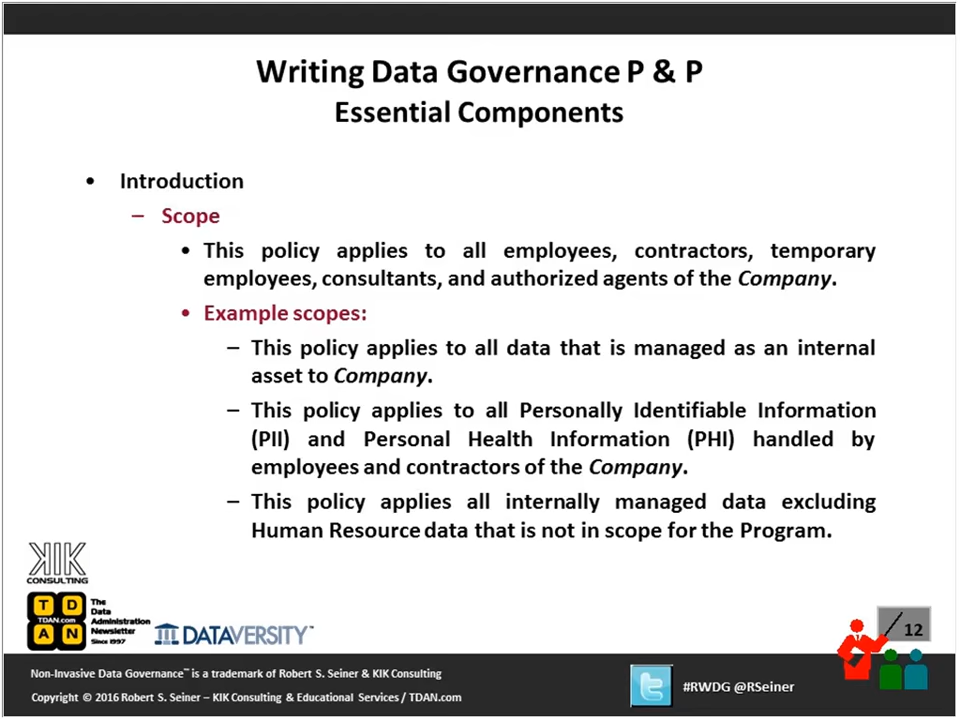 Writing Data Governance P & P
Essential Components
• Introduction
– Scope
• This policy applies to all employees, contractors, temporary
employees, consultants, and authorized agents of the Company.
• Example scopes:
– This policy applies to all data that is managed as an internal
asset to Company.
– This policy applies to all Personally Identifiable Information
(PII) and Personal Health Information (PHI) handled by
employees and contractors of the Company.
– This policy applies all internally managed data excluding
Human Resource data that is not in scope for the Program.
KIK
CONSULTING
T D
TDAN.com
A N
The
Data
Administration
Newsletter
Since 1997
DATAVERSITY™
12
Non-Invasive Data Governance™ is a trademark of Robert S. Seiner & KIK Consulting
Copyright © 2016 Robert S. Seiner – KIK Consulting & Educational Services / TDAN.com
#RWDG @RSeiner